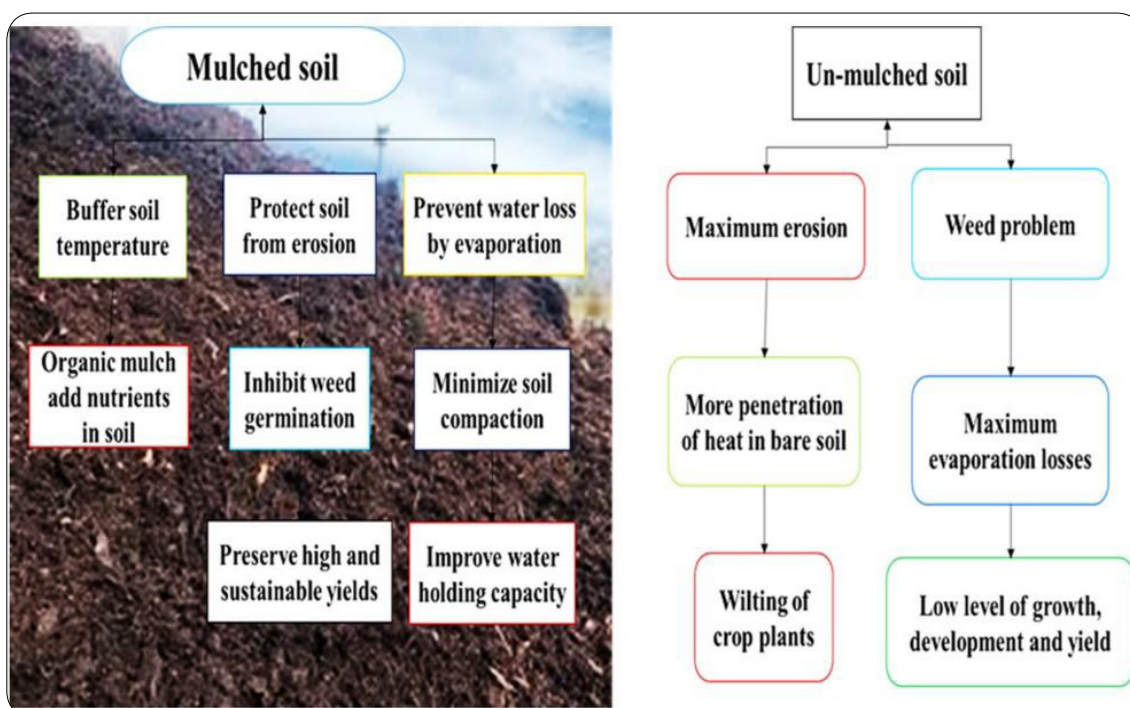 Mulched soil
Buffer soil
temperature
Protect soil
from erosion
Prevent water loss
by evaporation
Organic mulch
add nutrients
in soil
Inhibit weed
germination
Minimize soil
compaction
Preserve high and
sustainable yields
Improve water
holding capacity
Un-mulched soil
Maximum erosion
Weed problem
More penetration
of heat in bare soil
Maximum
evaporation losses
Wilting of
crop plants
Low level of growth,
development and yield